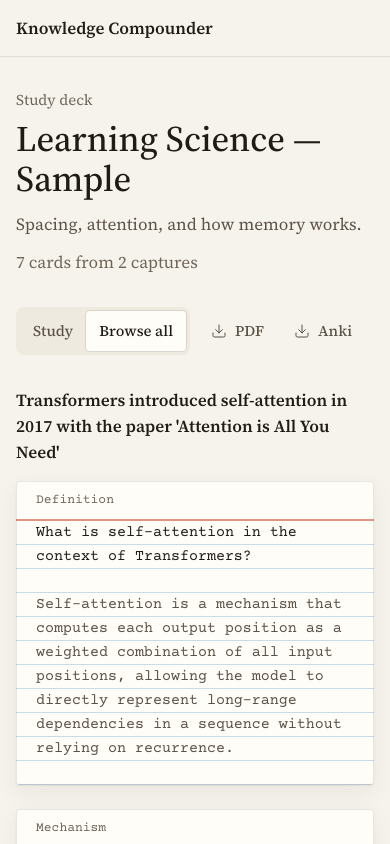 Knowledge Compounder
Study deck
Learning Science —
Sample
Spacing, attention, and how memory works.
7 cards from 2 captures
Study
Browse all
PDF
Anki
Transformers introduced self-attention in
2017 with the paper 'Attention is All You
Need'
Definition
What is self-attention in the
context of Transformers?
Self-attention is a mechanism that
computes each output position as a
weighted combination of all input
positions, allowing the model to
directly represent long-range
dependencies in a sequence without
relying on recurrence.
Mechanism